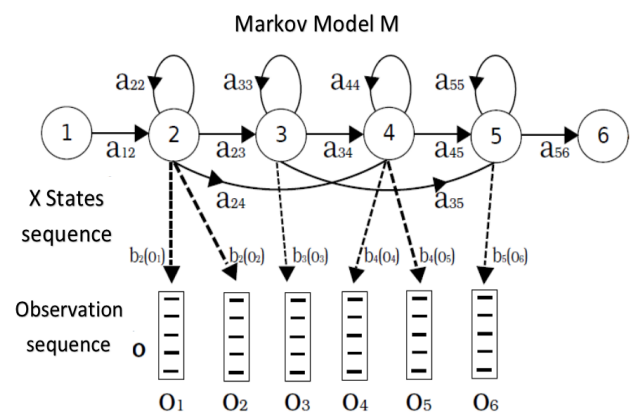 Markov Model M
a22 a33 a44 a55
1 2 3 4 5 6
a12 a23 a34 a45 a56
a24 a35
X States
sequence
b2(o1) b2(o2) b3(o3) b4(o4) b4(o5) b5(o6)
Observation
sequence
o
O1 O2 O3 O4 O5 O6